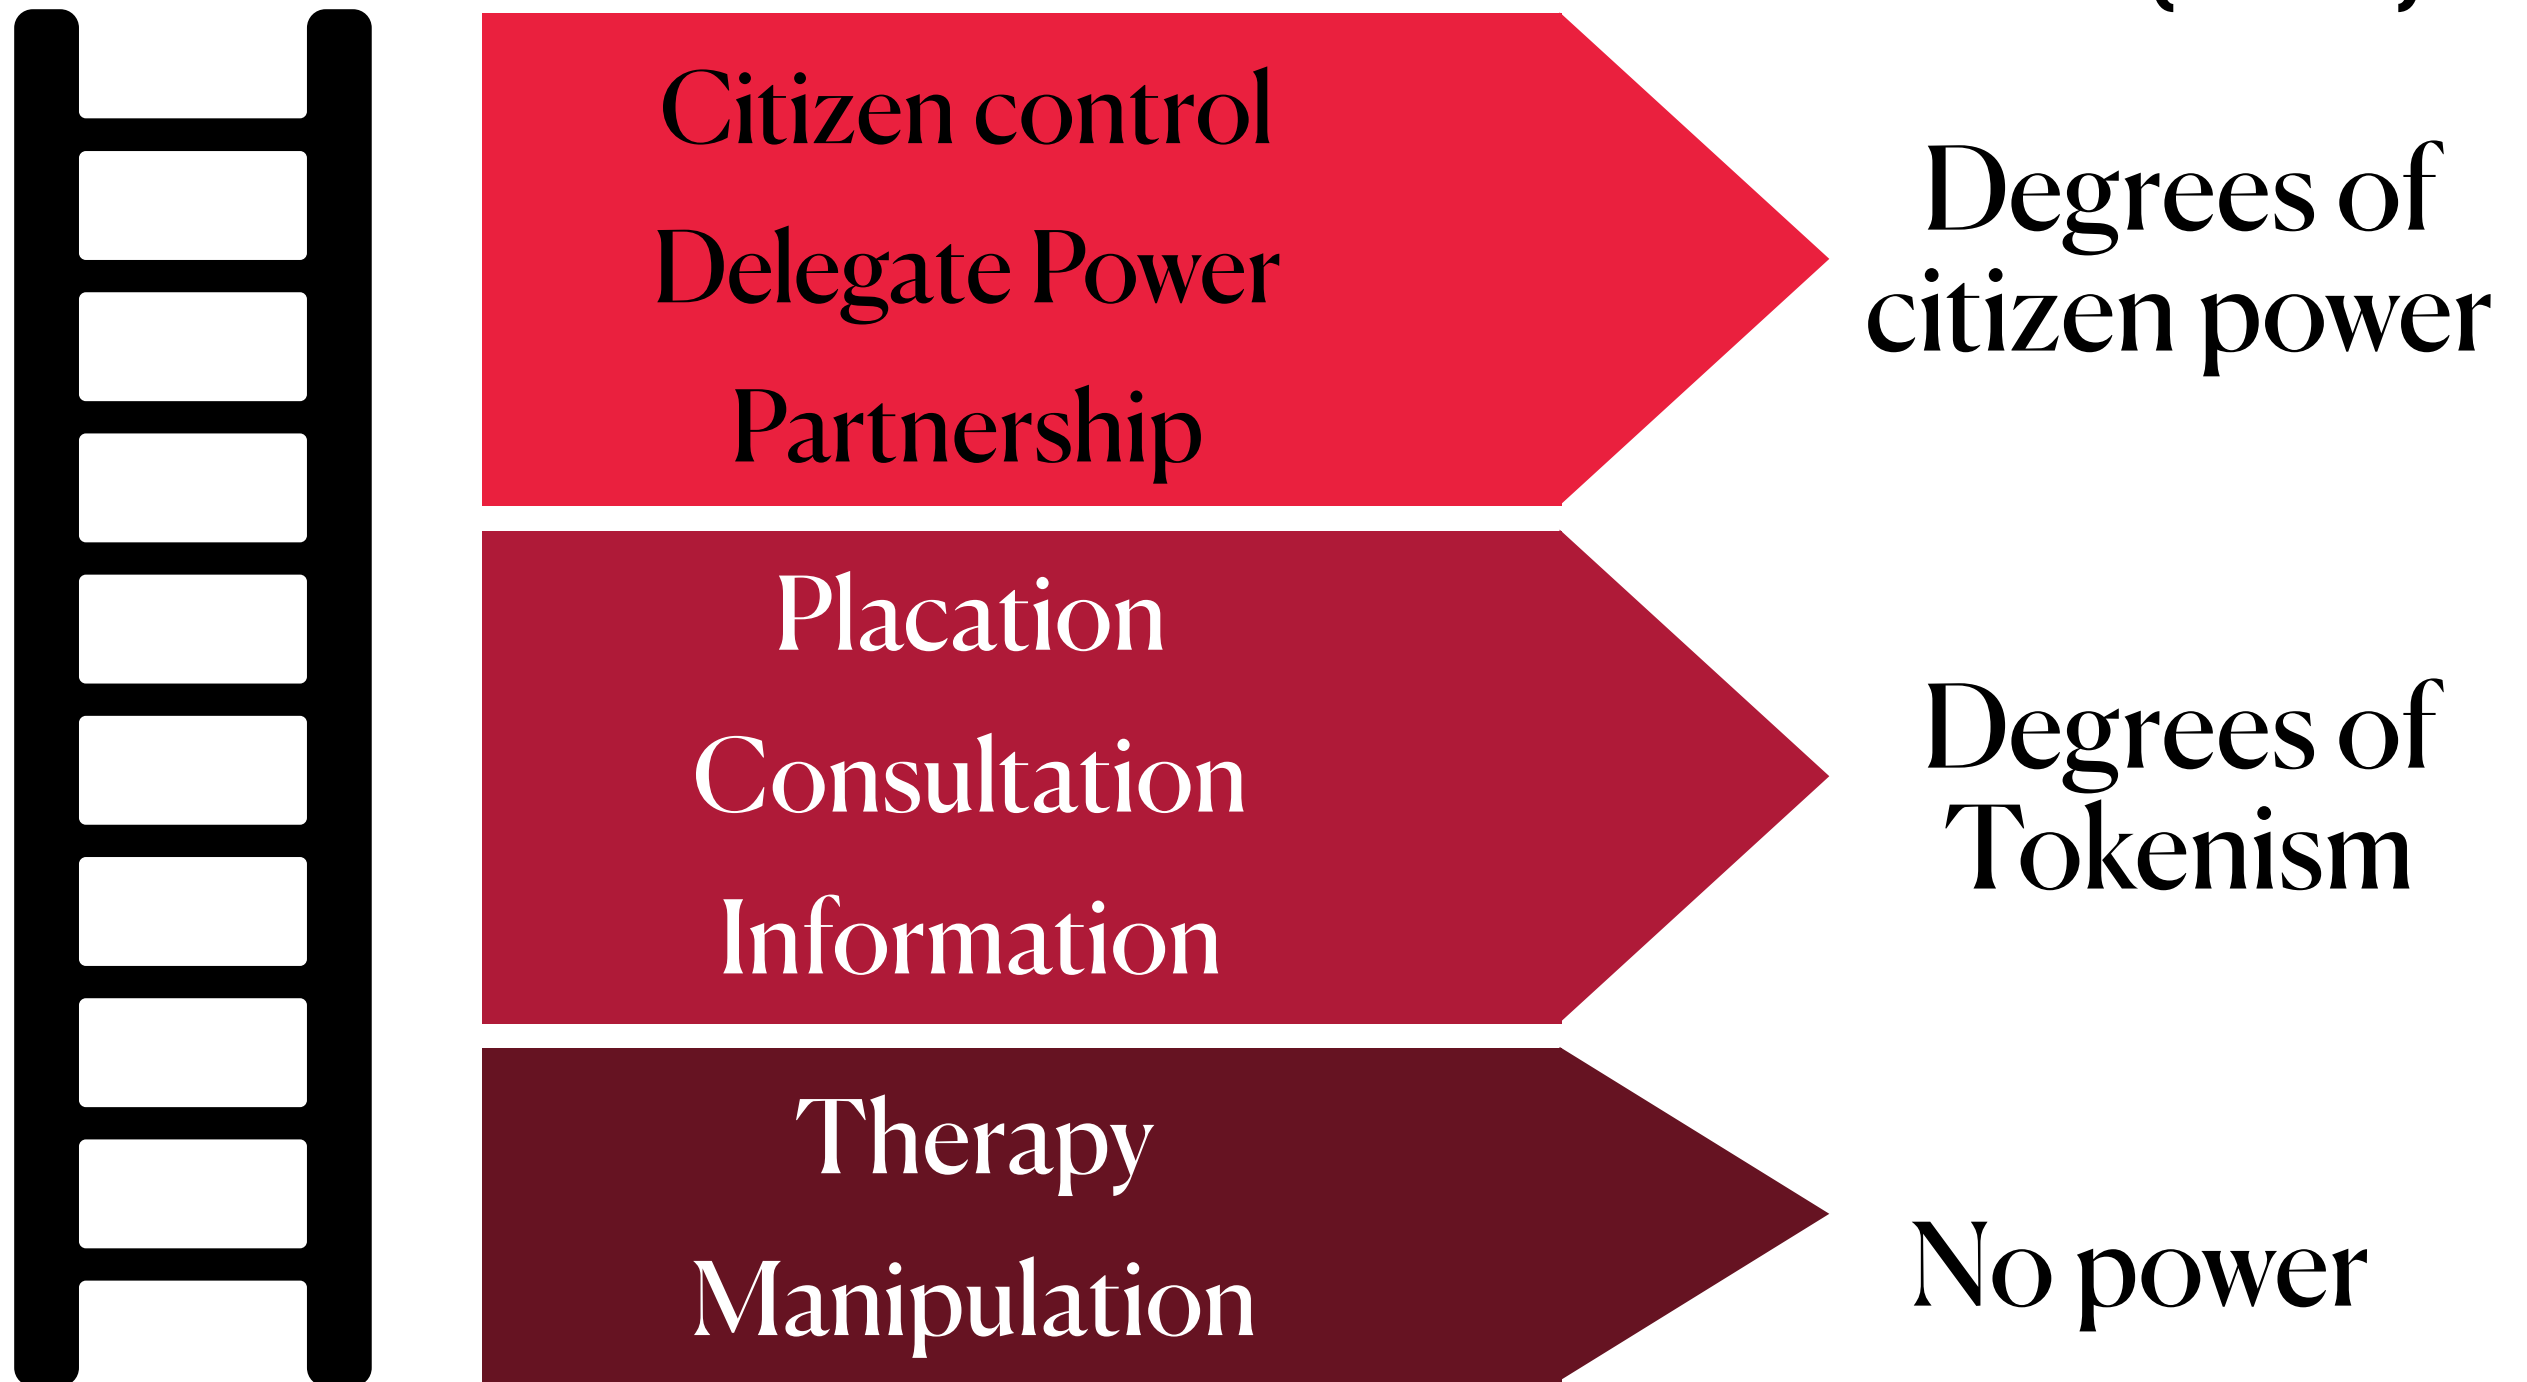 Citizen control
Delegate Power
Partnership
Degrees of
citizen power
Placation
Consultation
Information
Degrees of
Tokenism
Therapy
Manipulation
No power